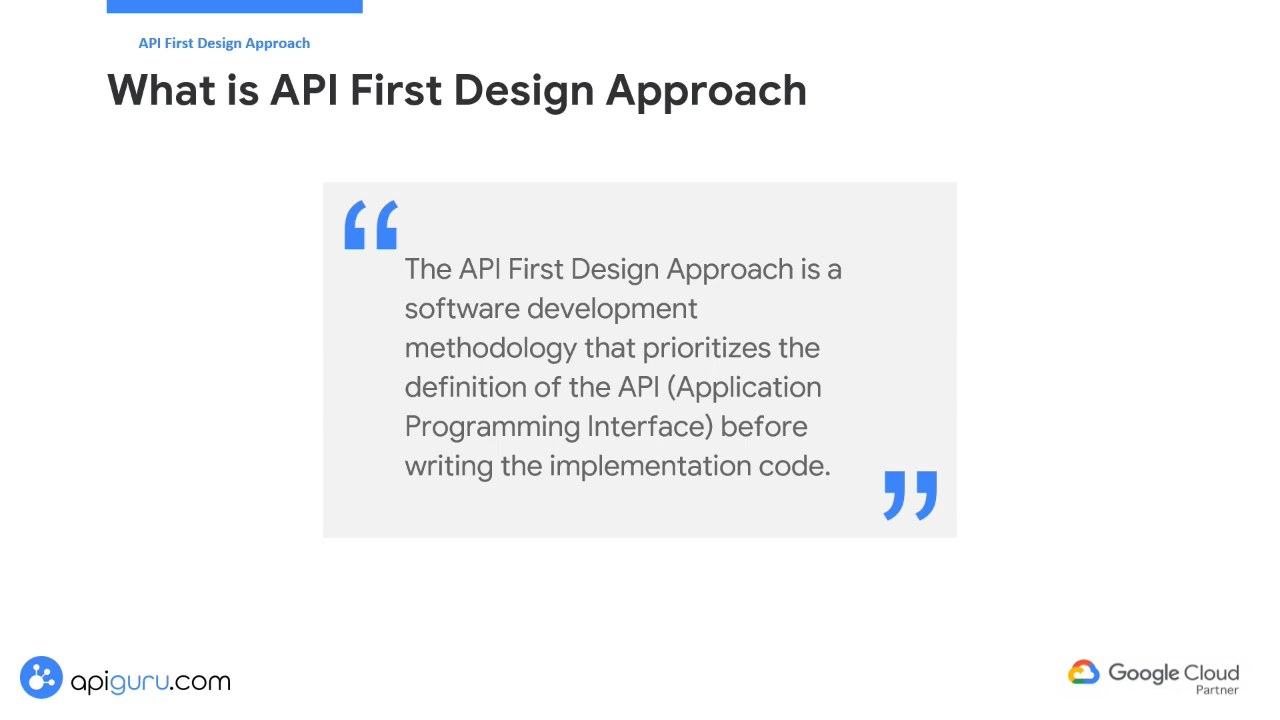 API First Design Approach
What is API First Design Approach
“
The API First Design Approach is a
software development
methodology that prioritizes the
definition of the API (Application
Programming Interface) before
writing the implementation code.
”
apiguru.com
Google Cloud
Partner